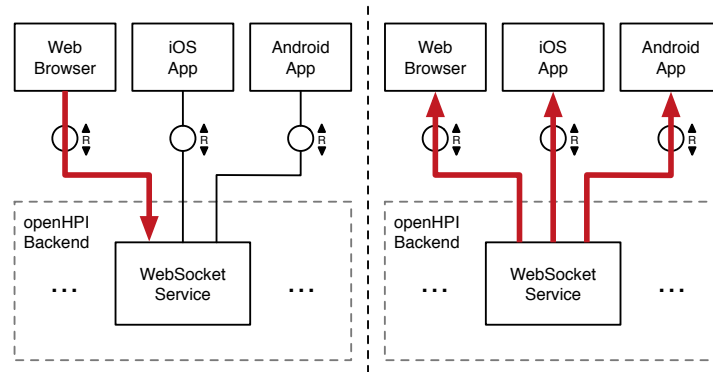 Web
Browser
iOS
App
Android
App
R
R
R
openHPI
Backend
WebSocket
Service
...
...
Web
Browser
iOS
App
Android
App
R
R
R
openHPI
Backend
WebSocket
Service
...
...